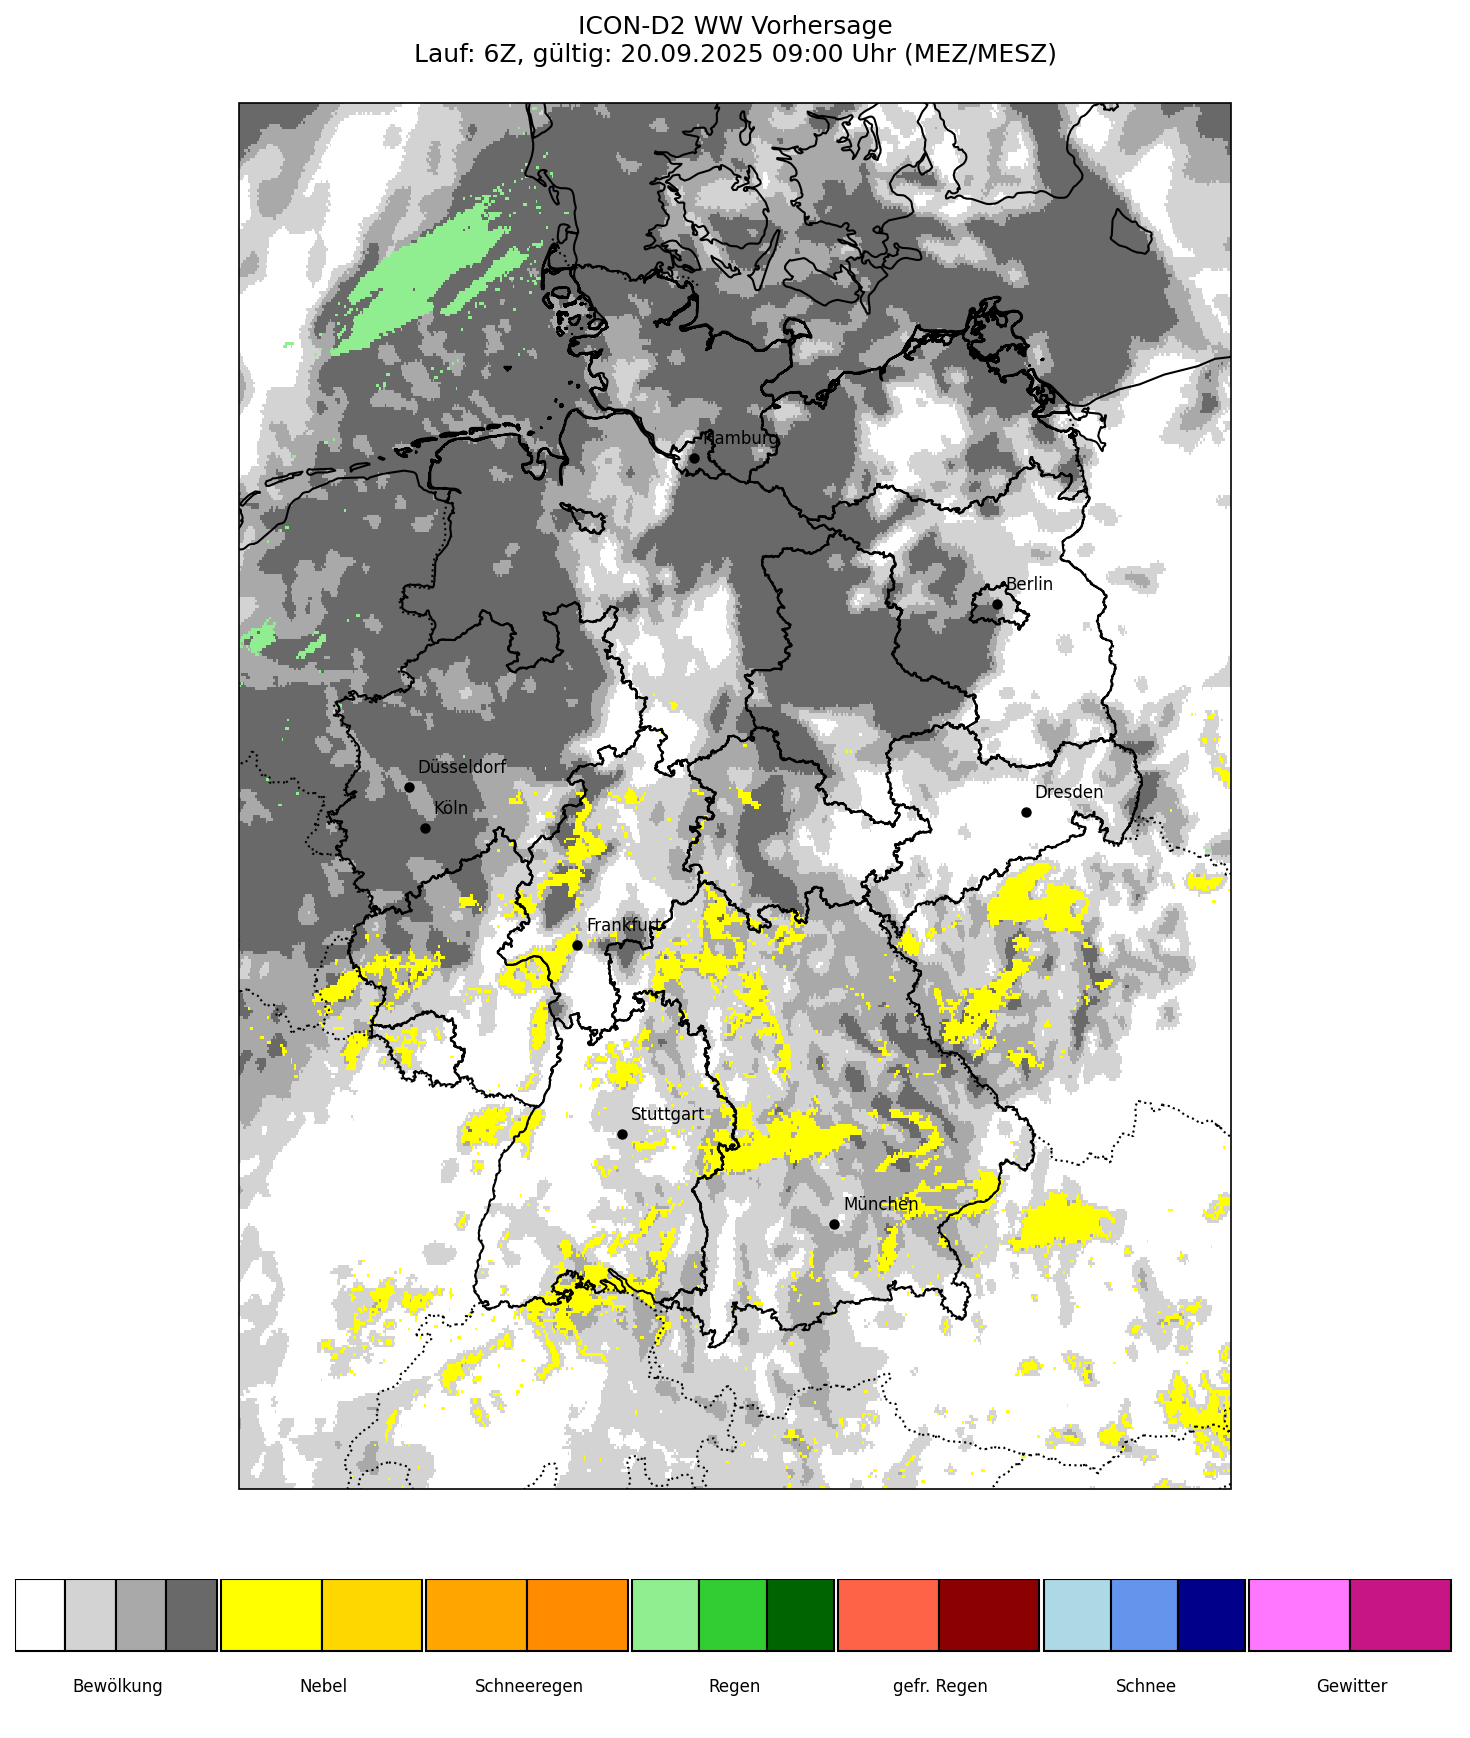 ICON-D2 WW Vorhersage
Lauf: 6Z, gültig: 20.09.2025 09:00 Uhr (MEZ/MESZ)
Hamburg
Berlin
Düsseldorf
Köln
Dresden
Frankfurt
Stuttgart
München
Bewölkung
Nebel
Schneeregen
Regen
gefr. Regen
Schnee
Gewitter